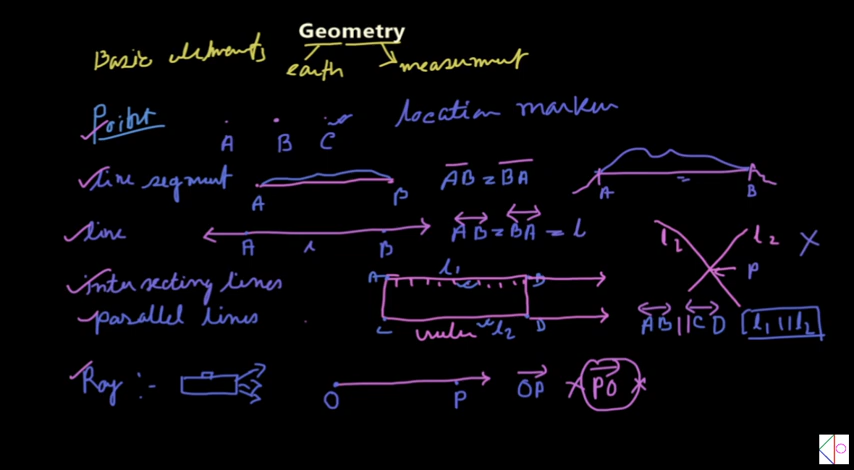 Geometry
Basic elements earth measurement
Point A B C location marker
line segment A B AB = BA A B
line A l B AB = BA = l
l2 l2 P X
Intersecting lines A l1 B
parallel lines C l2 D AB || CD l1 || l2
Ray :- O P OP X PO X